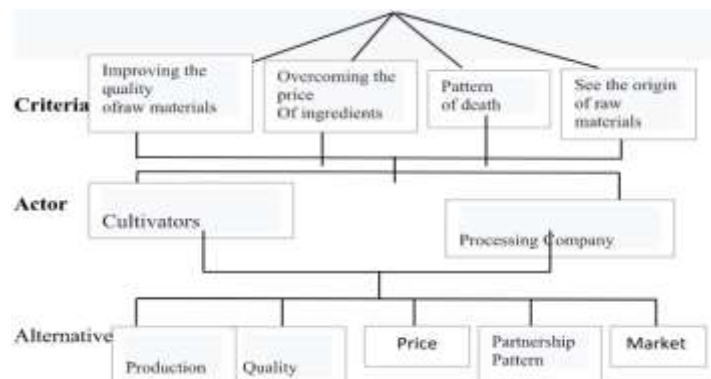 Improving the
quality
ofraw materials
Overcoming the
price
Of ingredients
Pattern
of death
See the origin
of raw
materials
Criteria
Actor
Cultivators
Processing Company
Alternative
Production
Quality
Price
Partnership
Pattern
Market